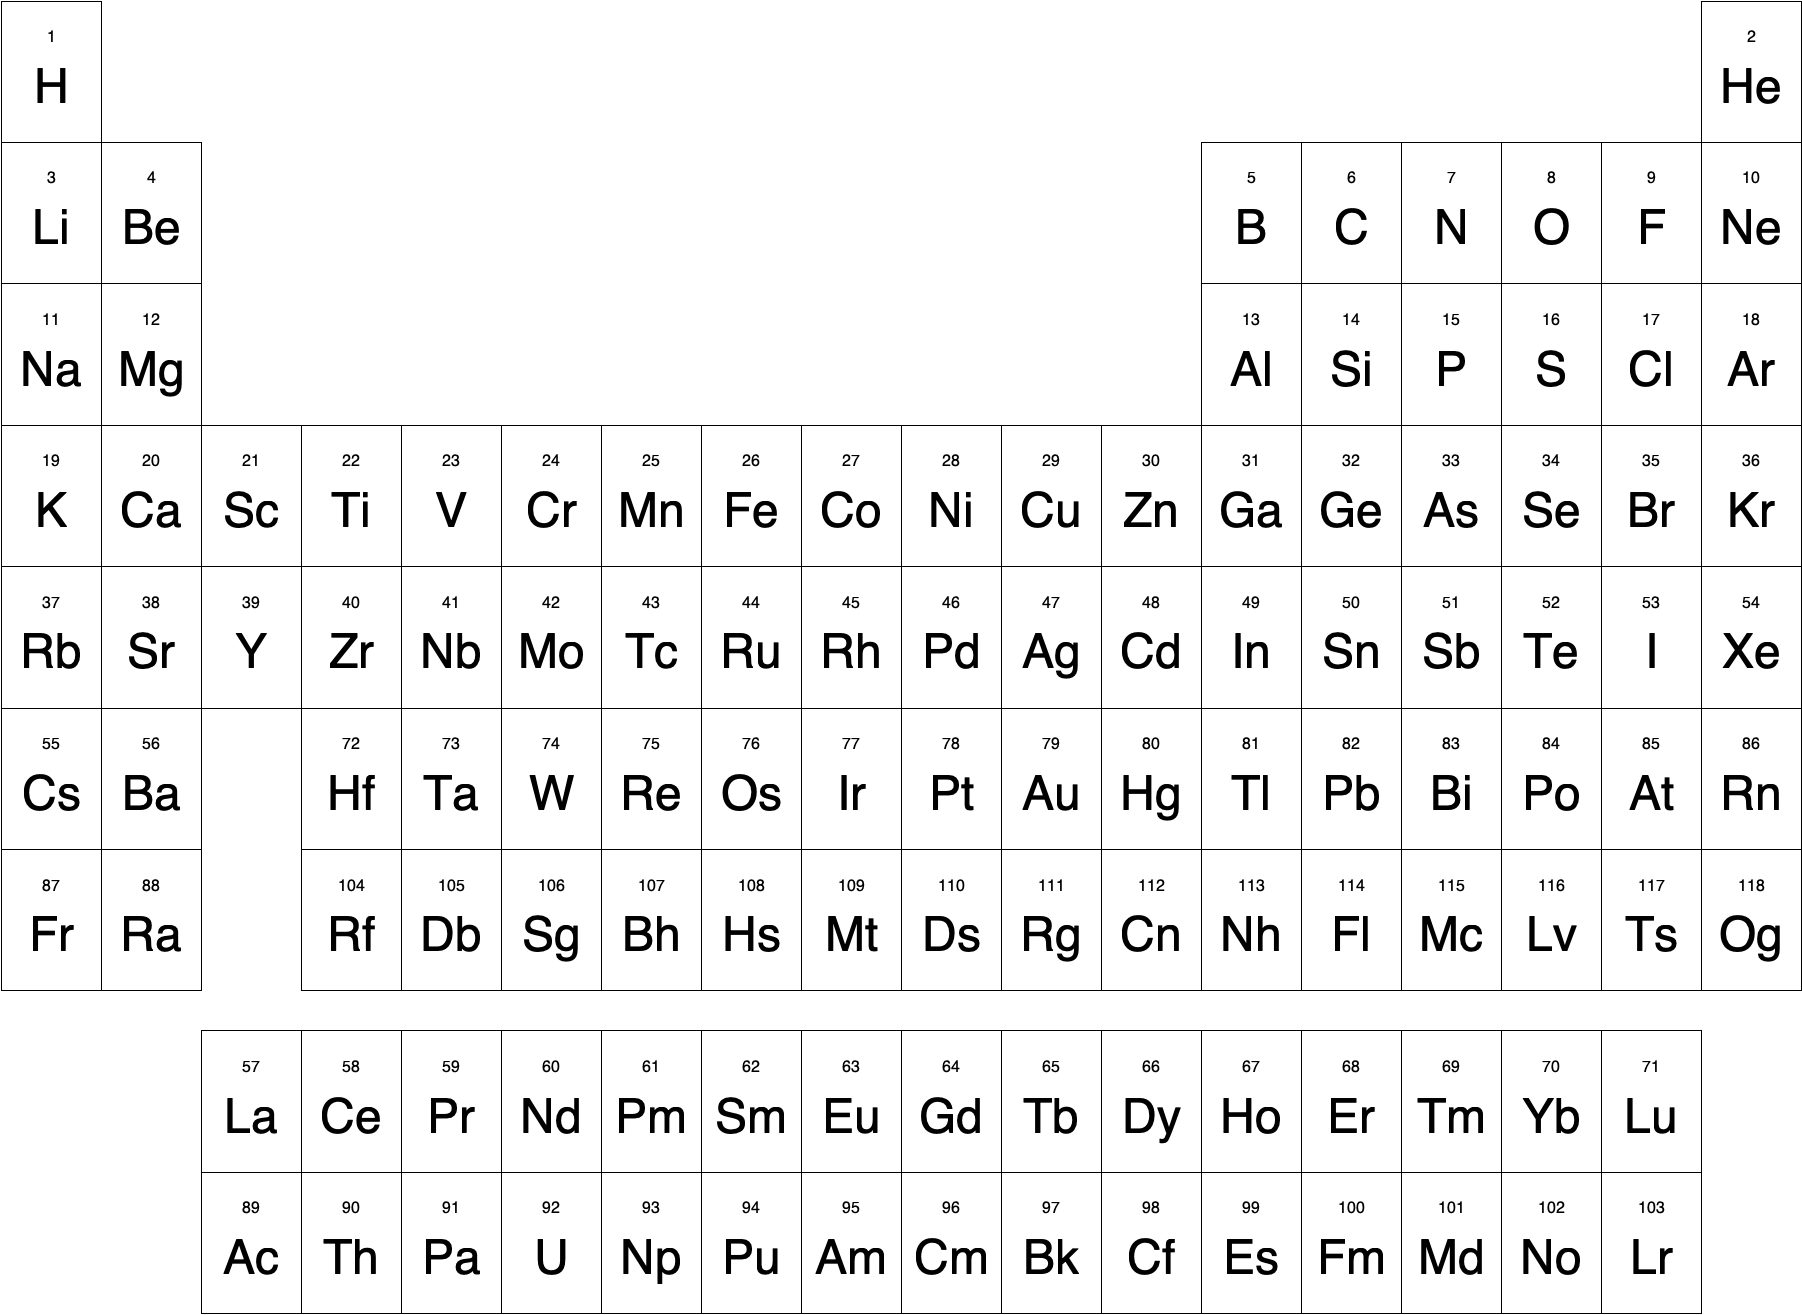 1 2
H He
3 4 5 6 7 8 9 10
Li Be B C N O F Ne
11 12 13 14 15 16 17 18
Na Mg Al Si P S Cl Ar
19 20 21 22 23 24 25 26 27 28 29 30 31 32 33 34 35 36
K Ca Sc Ti V Cr Mn Fe Co Ni Cu Zn Ga Ge As Se Br Kr
37 38 39 40 41 42 43 44 45 46 47 48 49 50 51 52 53 54
Rb Sr Y Zr Nb Mo Tc Ru Rh Pd Ag Cd In Sn Sb Te I Xe
55 56 72 73 74 75 76 77 78 79 80 81 82 83 84 85 86
Cs Ba Hf Ta W Re Os Ir Pt Au Hg Tl Pb Bi Po At Rn
87 88 104 105 106 107 108 109 110 111 112 113 114 115 116 117 118
Fr Ra Rf Db Sg Bh Hs Mt Ds Rg Cn Nh Fl Mc Lv Ts Og
57 58 59 60 61 62 63 64 65 66 67 68 69 70 71
La Ce Pr Nd Pm Sm Eu Gd Tb Dy Ho Er Tm Yb Lu
89 90 91 92 93 94 95 96 97 98 99 100 101 102 103
Ac Th Pa U Np Pu Am Cm Bk Cf Es Fm Md No Lr